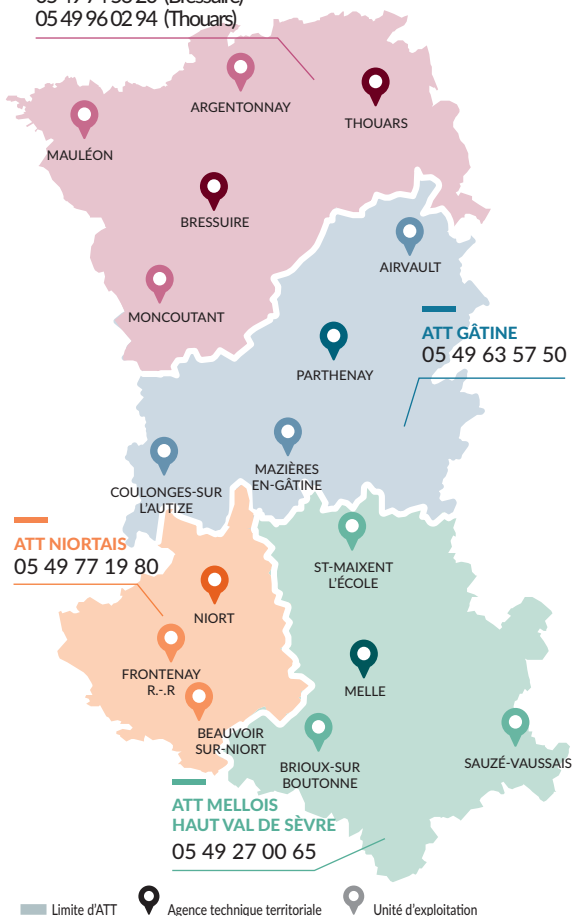 05 49 96 02 94 (Thouars)
ARGENTONNAY
THOUARS
MAULÉON
BRESSUIRE
AIRVAULT
MONCOUTANT
ATT GÂTINE
05 49 63 57 50
PARTHENAY
MAZIÈRES
EN-GÂTINE
COULONGES-SUR
L'AUTIZE
ATT NIORTAIS
05 49 77 19 80
ST-MAIXENT
L'ÉCOLE
NIORT
FRONTENAY
R.-.R
MELLE
BEAUVOIR
SUR-NIORT
BRIOUX-SUR
BOUTONNE
SAUZÉ-VAUSSAIS
ATT MELLOIS
HAUT VAL DE SÈVRE
05 49 27 00 65
Limite d'ATT
Agence technique territoriale
Unité d'exploitation